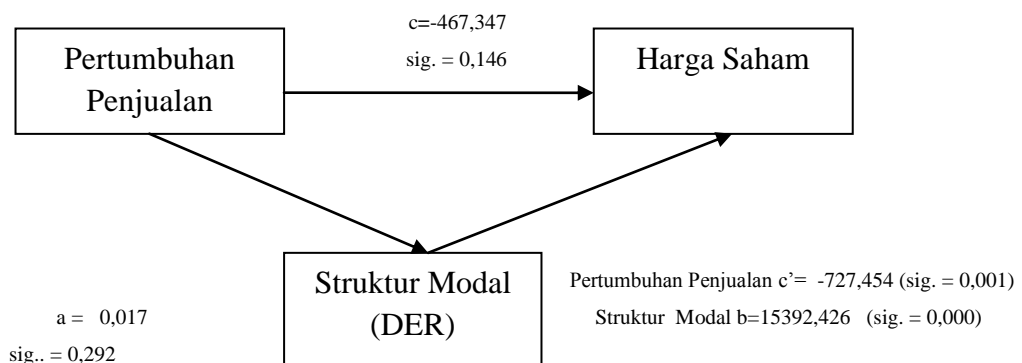 c=-467,347
sig. = 0,146
Pertumbuhan
Penjualan
Harga Saham
Struktur Modal
(DER)
Pertumbuhan Penjualan c’= -727,454 (sig. = 0,001)
Struktur Modal b=15392,426 (sig. = 0,000)
a = 0,017
sig.. = 0,292